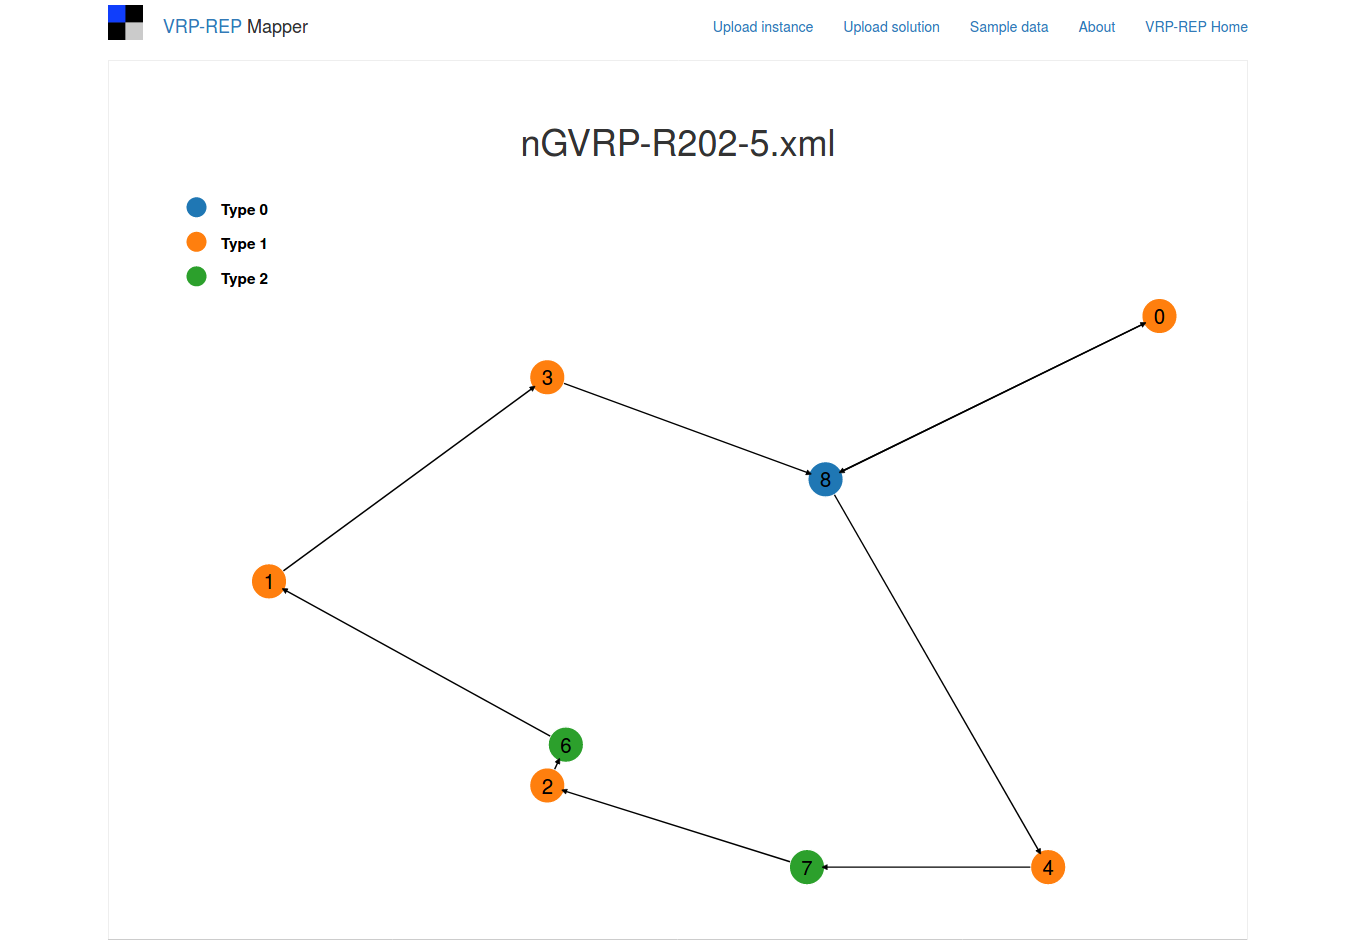 VRP-REP Mapper Upload instance Upload solution Sample data About VRP-REP Home
nGVRP-R202-5.xml
Type 0
Type 1
Type 2
0
3
8
1
6
2
7
4